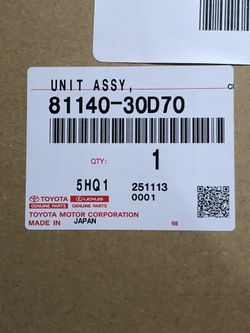 UNIT ASSY,
81140-30D70
QTY: 1
5HQ1 251113
0001
TOYOTA LEXUS
GENUINE PARTS GENUINE PARTS
TOYOTA MOTOR CORPORATION
MADE IN JAPAN 98